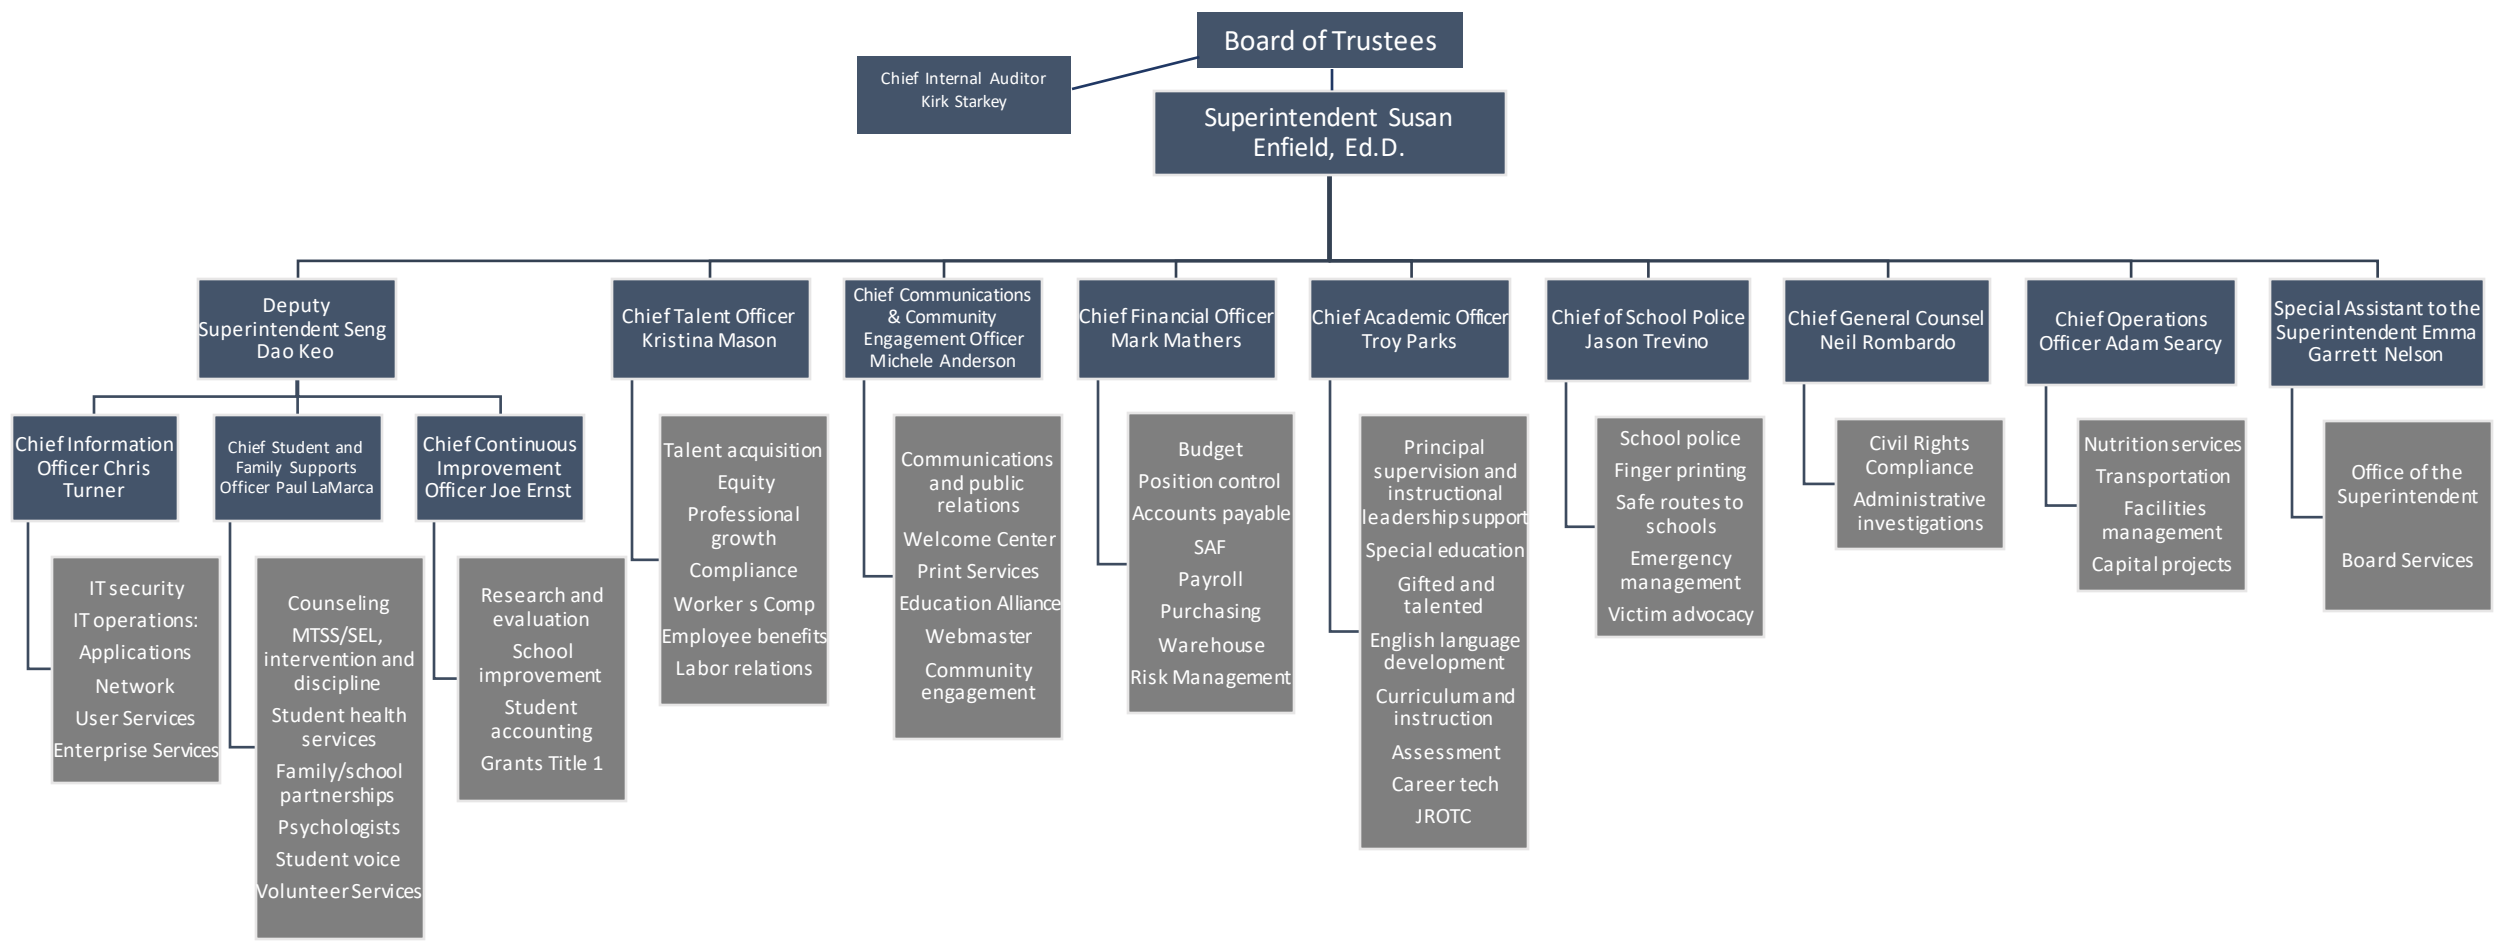 Board of Trustees
Chief Internal Auditor
Kirk Starkey
Superintendent Susan
Enfield, Ed.D.
Deputy
Superintendent Seng
Dao Keo
Chief Talent Officer
Kristina Mason
Chief Communications
& Community
Engagement Officer
Michele Anderson
Chief Financial Officer
Mark Mathers
Chief Academic Officer
Troy Parks
Chief of School Police
Jason Trevino
Chief General Counsel
Neil Rombardo
Chief Operations
Officer Adam Searcy
Special Assistant to the
Superintendent Emma
Garrett Nelson
Chief Information
Officer Chris
Turner
Chief Student and
Family Supports
Officer Paul LaMarca
Chief Continuous
Improvement
Officer Joe Ernst
IT security
IT operations:
Applications
Network
User Services
Enterprise Services
Counseling
MTSS/SEL,
intervention and
discipline
Student health
services
Family/school
partnerships
Psychologists
Student voice
Volunteer Services
Research and
evaluation
School
improvement
Student
accounting
Grants Title 1
Talent acquisition
Equity
Professional
growth
Compliance
Worker s Comp
Employee benefits
Labor relations
Communications
and public
relations
Welcome Center
Print Services
Education Alliance
Webmaster
Community
engagement
Budget
Position control
Accounts payable
SAF
Payroll
Purchasing
Warehouse
Risk Management
Principal
supervision and
instructional
leadership support
Special education
Gifted and
talented
English language
development
Curriculum and
instruction
Assessment
Career tech
JROTC
School police
Finger printing
Safe routes to
schools
Emergency
management
Victim advocacy
Civil Rights
Compliance
Administrative
investigations
Nutrition services
Transportation
Facilities
management
Capital projects
Office of the
Superintendent
Board Services